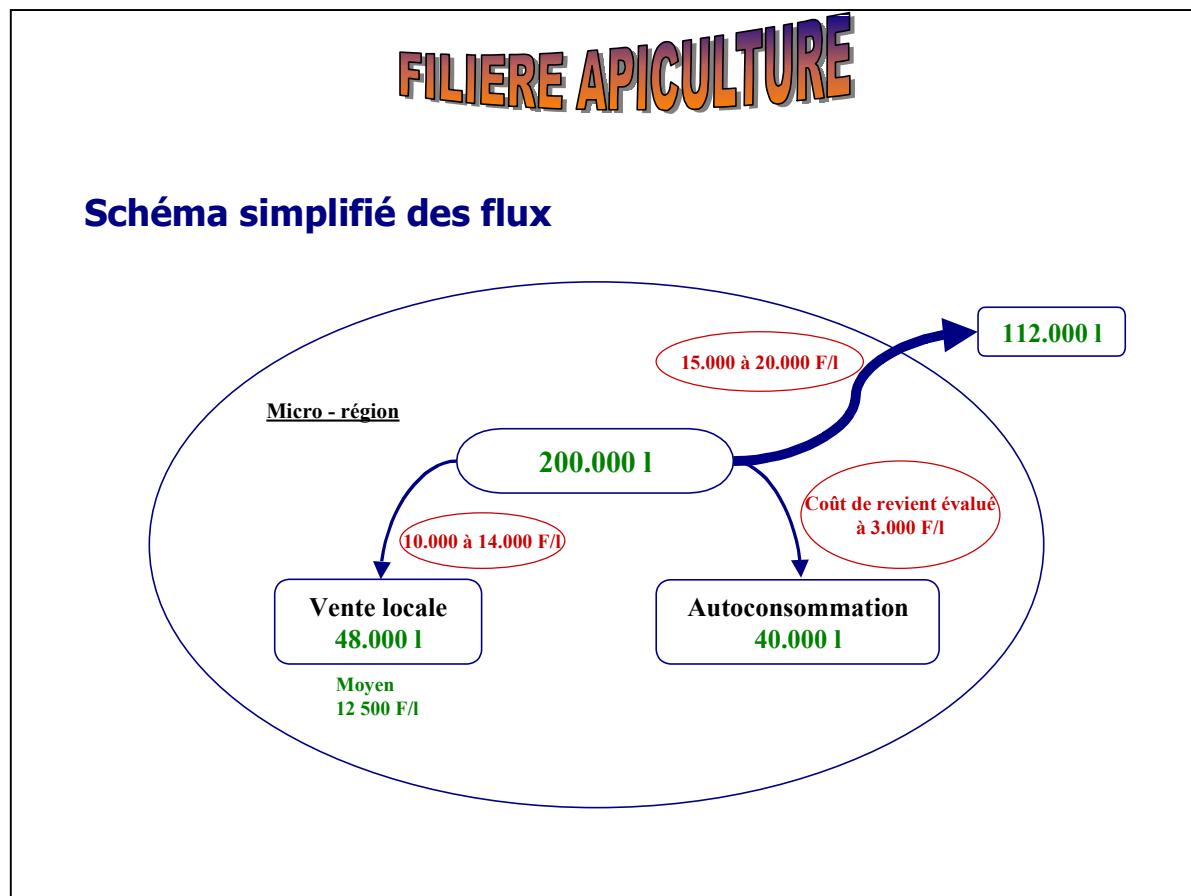 FILIERE APICULTURE
Schéma simplifié des flux
112.000 l
15.000 à 20.000 F/l
Micro - région
200.000 l
Coût de revient évalué
à 3.000 F/l
10.000 à 14.000 F/l
Vente locale
48.000 l
Autoconsommation
40.000 l
Moyen
12 500 F/l